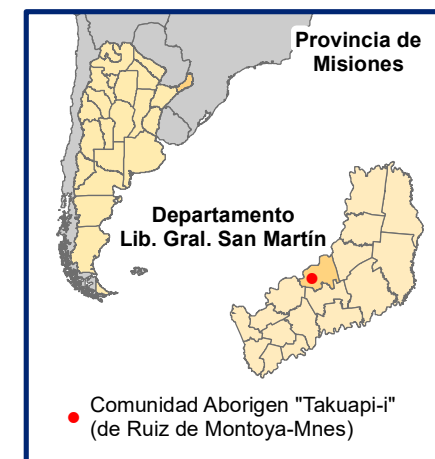 Provincia de
Misiones
Departamento
Lib. Gral. San Martín
Comunidad Aborigen "Takuapi-i"
(de Ruiz de Montoya-Mnes)